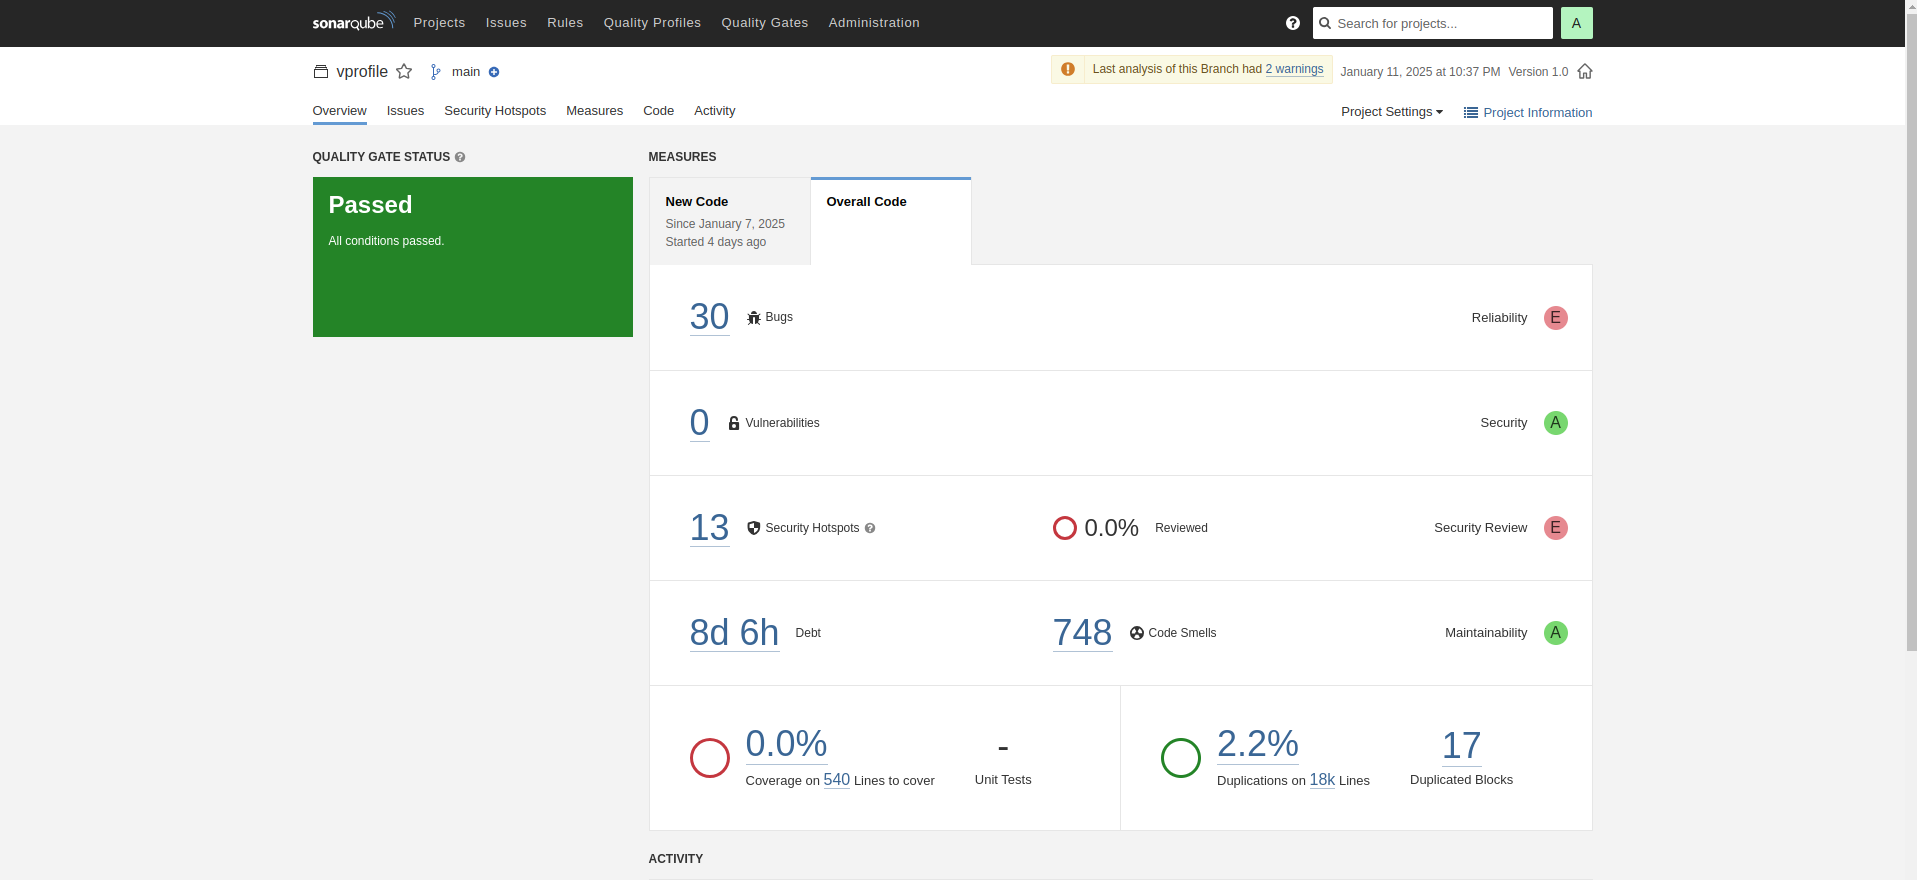 sonarqube Projects Issues Rules Quality Profiles Quality Gates Administration Search for projects... A
vprofile main Last analysis of this Branch had 2 warnings January 11, 2025 at 10:37 PM Version 1.0
Overview Issues Security Hotspots Measures Code Activity Project Settings Project Information
QUALITY GATE STATUS
Passed
All conditions passed.
MEASURES
New Code
Since January 7, 2025
Started 4 days ago
Overall Code
30 Bugs Reliability E
0 Vulnerabilities Security A
13 Security Hotspots 0.0% Reviewed Security Review E
8d 6h Debt 748 Code Smells Maintainability A
0.0%
Coverage on 540 Lines to cover
-
Unit Tests
2.2%
Duplications on 18k Lines
17
Duplicated Blocks
ACTIVITY